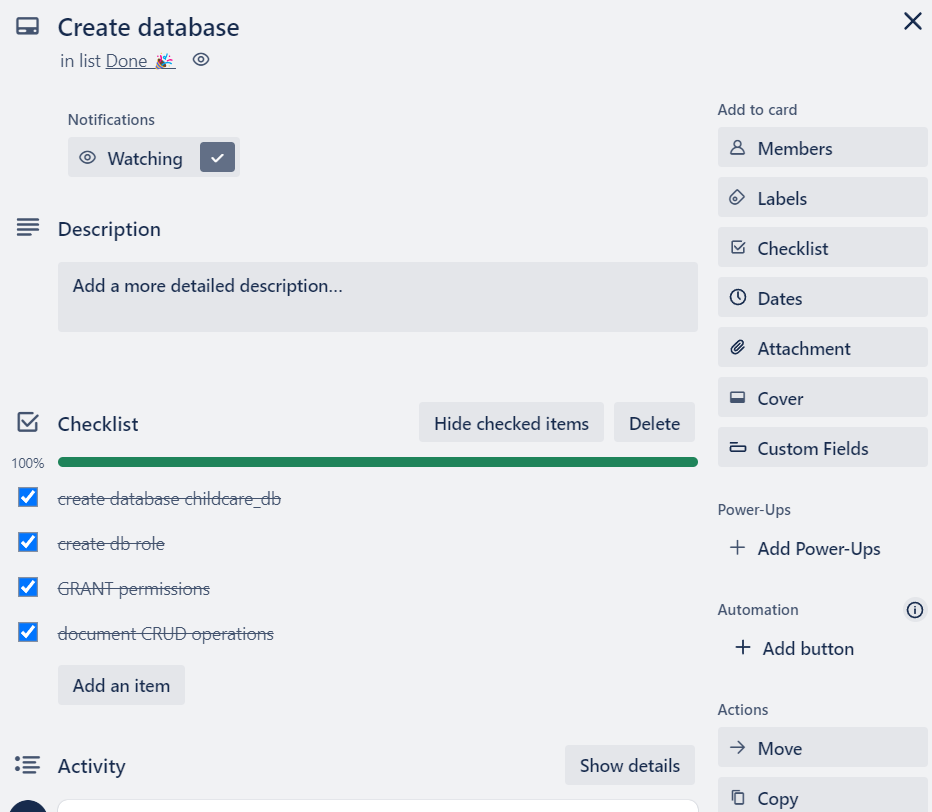 Create database
in list Done 🎉
Notifications
Watching
Description
Add a more detailed description...
Checklist
Hide checked items
Delete
100%
create database childcare_db
create db role
GRANT permissions
document CRUD operations
Add an item
Activity
Show details
Add to card
Members
Labels
Checklist
Dates
Attachment
Cover
Custom Fields
Power-Ups
Add Power-Ups
Automation
Add button
Actions
Move
Copy